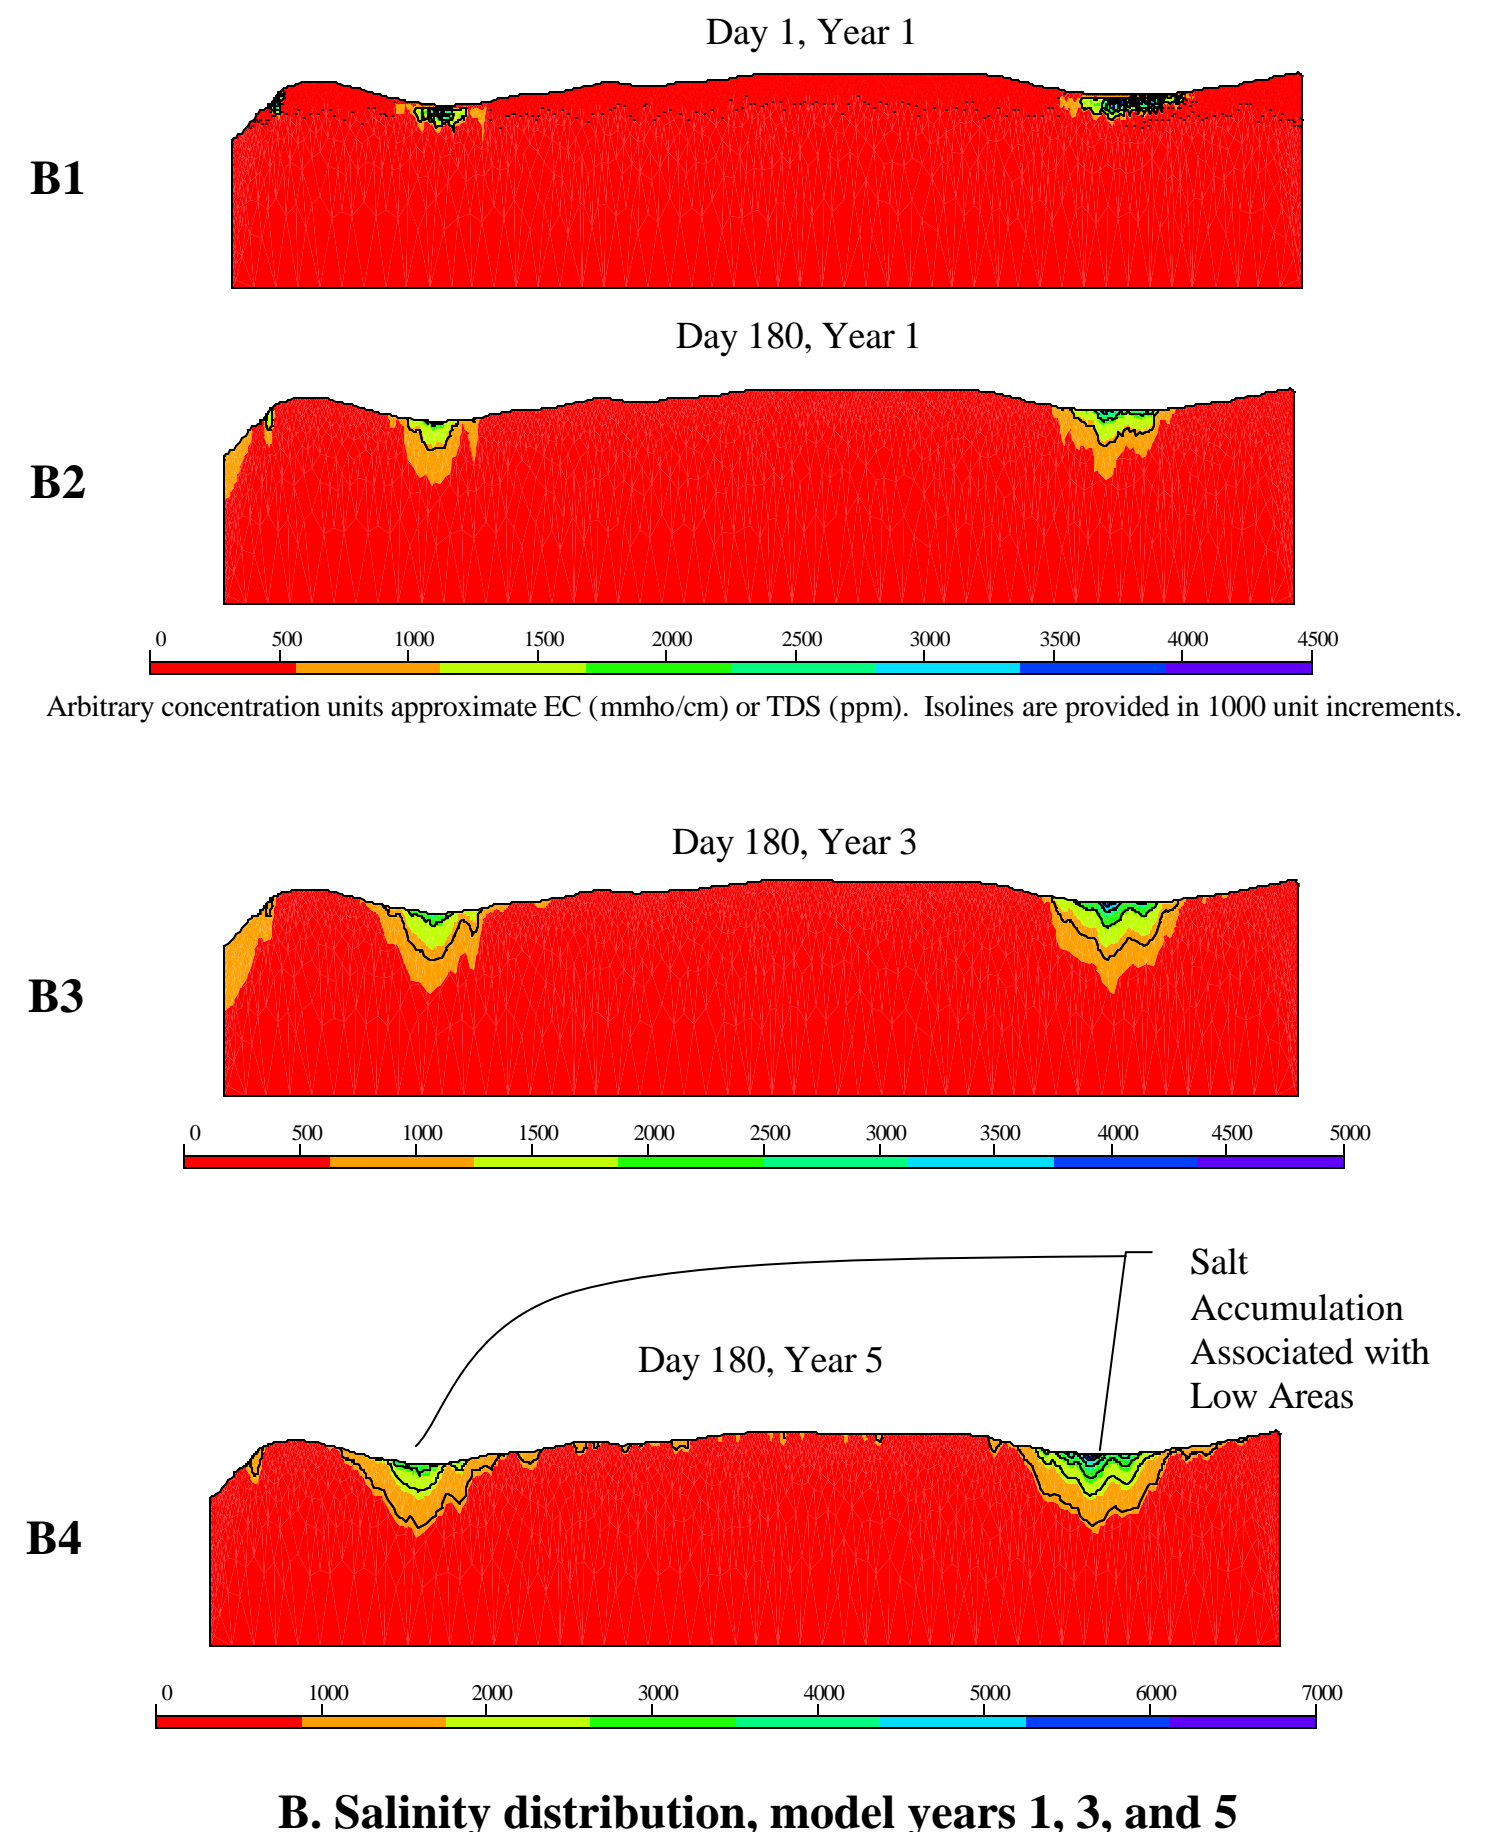 Day 1, Year 1
B1
Day 180, Year 1
B2
0 500 1000 1500 2000 2500 3000 3500 4000 4500
Arbitrary concentration units approximate EC (mmho/cm) or TDS (ppm).  Isolines are provided in 1000 unit increments.
Day 180, Year 3
B3
0 500 1000 1500 2000 2500 3000 3500 4000 4500 5000
Salt
Accumulation
Associated with
Low Areas
Day 180, Year 5
B4
0 1000 2000 3000 4000 5000 6000 7000
B. Salinity distribution, model years 1, 3, and 5